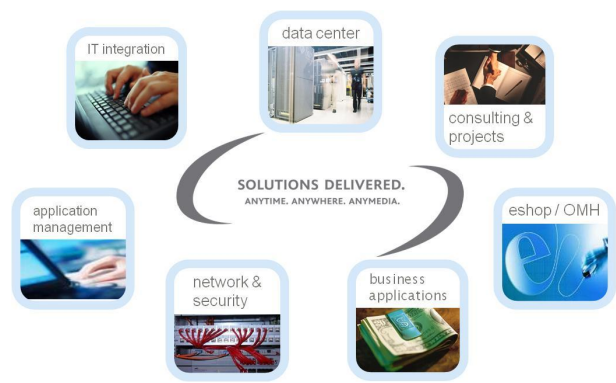 IT integration
data center
consulting &
projects
SOLUTIONS DELIVERED.
ANYTIME. ANYWHERE. ANYMEDIA.
application
management
eshop / OMH
network &
security
business
applications